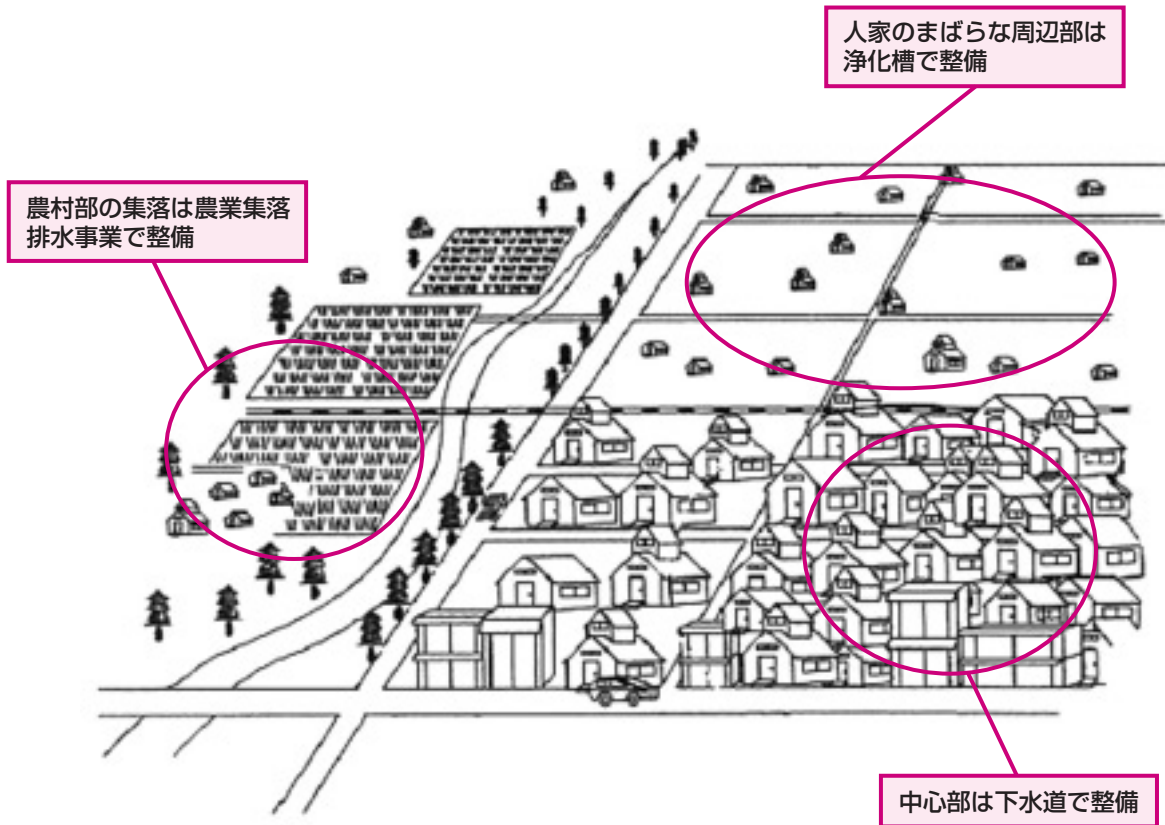 人家のまばらな周辺部は
浄化槽で整備
農村部の集落は農業集落
排水事業で整備
中心部は下水道で整備